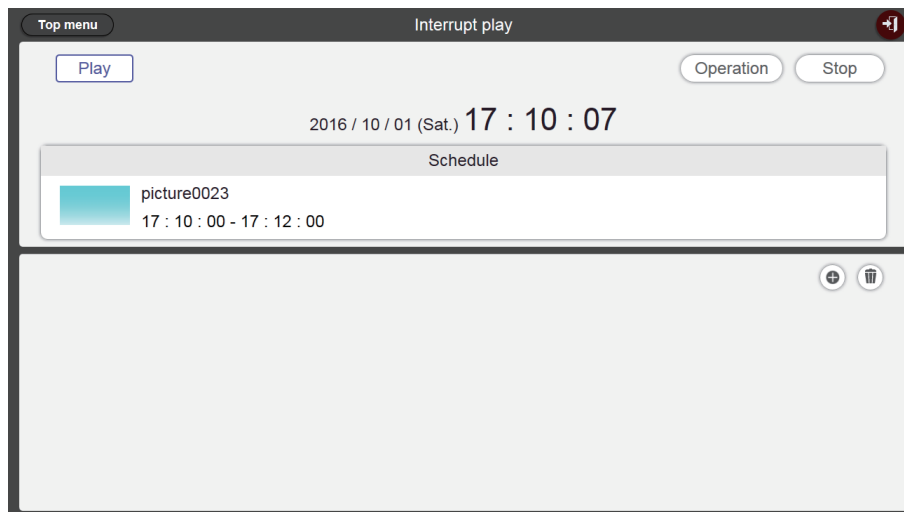 Top menu
Interrupt play
Play
Operation
Stop
2016 / 10 / 01 (Sat.) 17 : 10 : 07
Schedule
picture0023
17 : 10 : 00 - 17 : 12 : 00